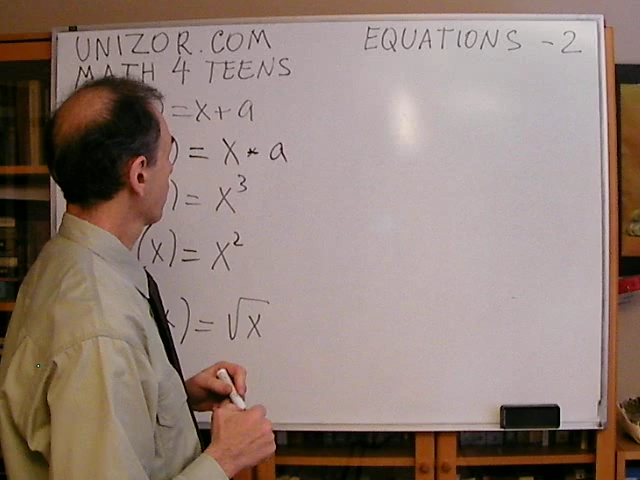 UNIZOR.COM
EQUATIONS - 2
MATH 4 TEENS
= x + a
) = x * a
) = x³
(x) = x²
x) = √x